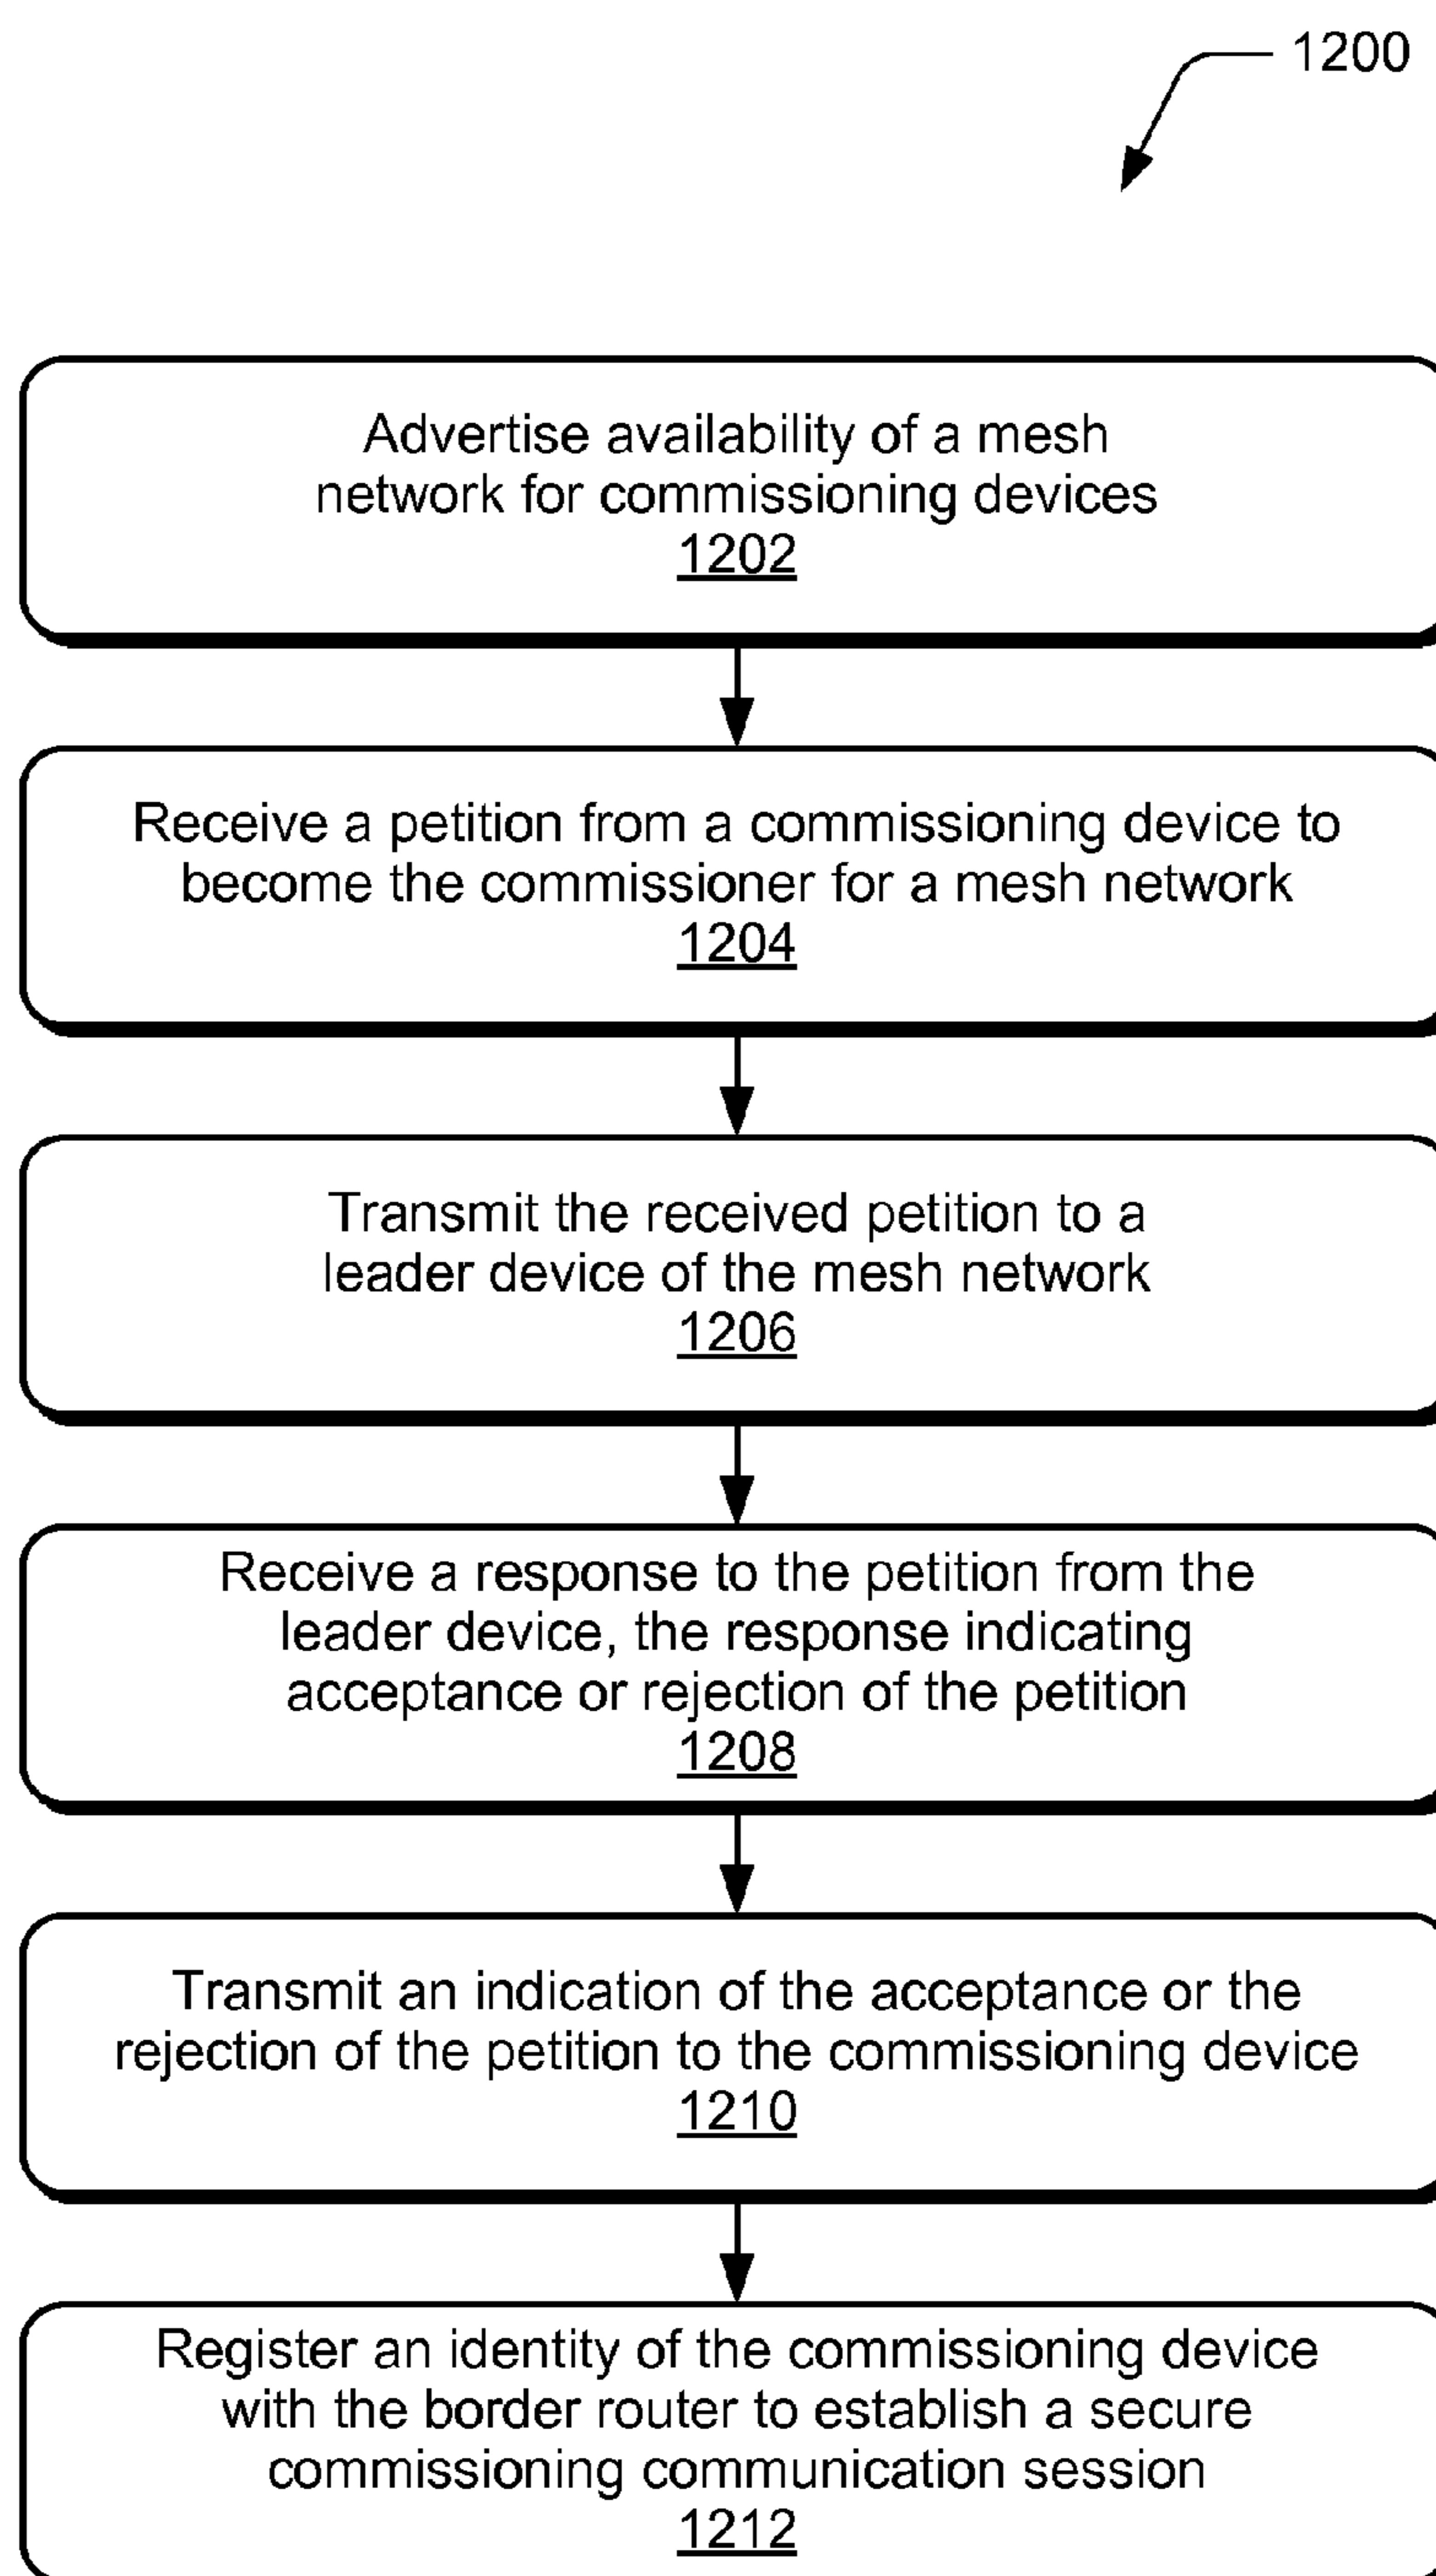 1200
Advertise availability of a mesh
network for commissioning devices
1202
Receive a petition from a commissioning device to
become the commissioner for a mesh network
1204
Transmit the received petition to a
leader device of the mesh network
1206
Receive a response to the petition from the
leader device, the response indicating
acceptance or rejection of the petition
1208
Transmit an indication of the acceptance or the
rejection of the petition to the commissioning device
1210
Register an identity of the commissioning device
with the border router to establish a secure
commissioning communication session
1212